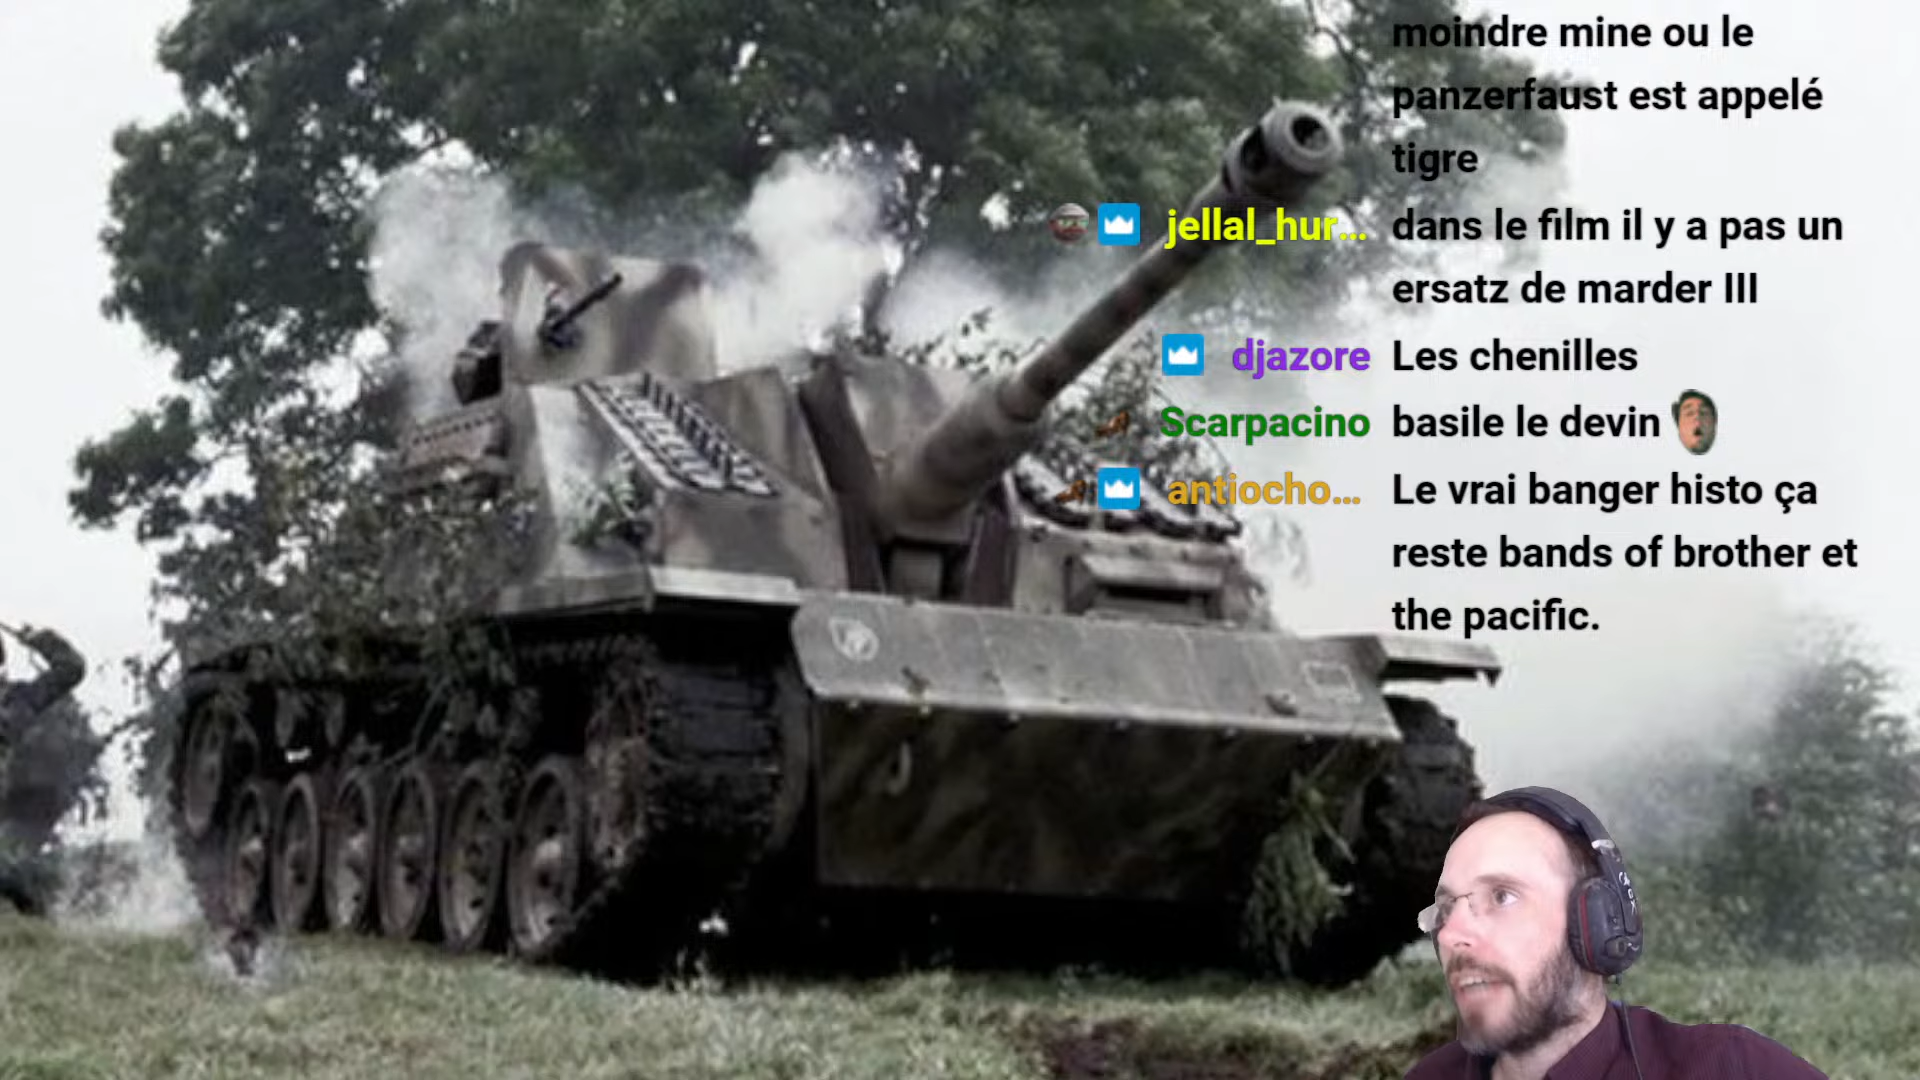 moindre mine ou le
panzerfaust est appelé
tigre
jellal_hur... dans le film il y a pas un
ersatz de marder III
djazore Les chenilles
Scarpacino basile le devin
antiocho... Le vrai banger histo ça
reste bands of brother et
the pacific.